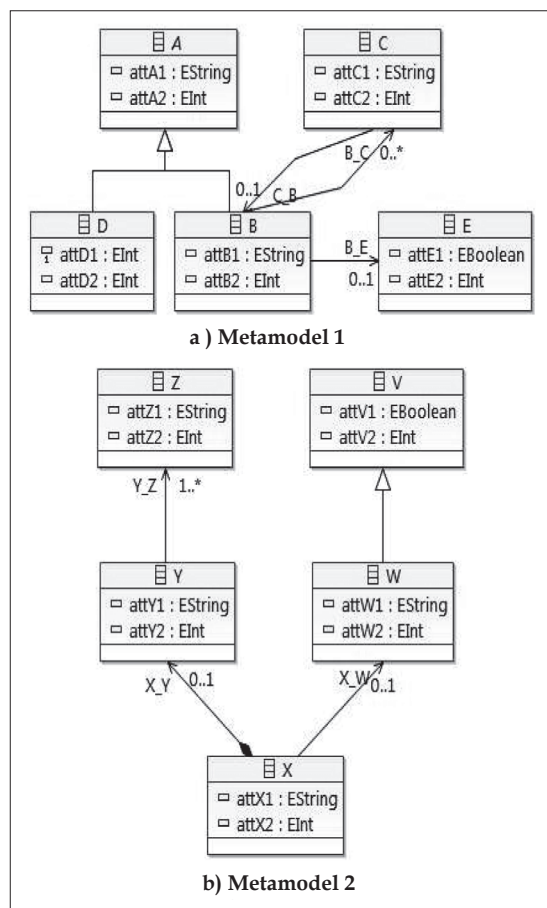 A
attA1 : EString
attA2 : EInt
C
attC1 : EString
attC2 : EInt
B_C 0..*
0..1 C_B
D
attD1 : EInt
1
attD2 : EInt
B
attB1 : EString
attB2 : EInt
B_E
0..1
E
attE1 : EBoolean
attE2 : EInt
a ) Metamodel 1
Z
attZ1 : EString
attZ2 : EInt
V
attV1 : EBoolean
attV2 : EInt
Y_Z 1..*
Y
attY1 : EString
attY2 : EInt
W
attW1 : EString
attW2 : EInt
X_Y 0..1
X_W 0..1
X
attX1 : EString
attX2 : EInt
b) Metamodel 2